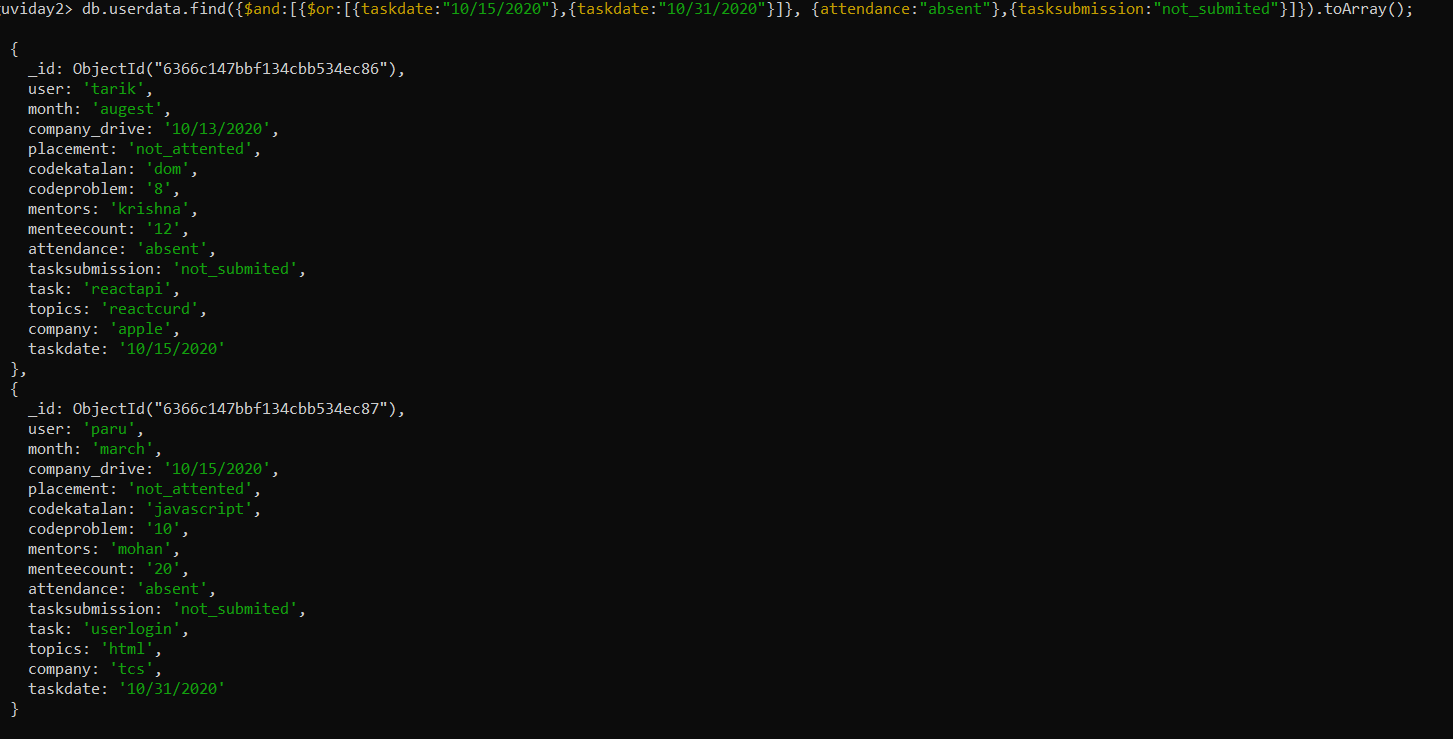 guviday2> db.userdata.find({$and:[{$or:[{taskdate:"10/15/2020"},{taskdate:"10/31/2020"}]}, {attendance:"absent"},{tasksubmission:"not_submited"}]}).toArray();
{
_id: ObjectId("6366c147bbf134cbb534ec86"),
user: 'tarik',
month: 'augest',
company_drive: '10/13/2020',
placement: 'not_attented',
codekatalan: 'dom',
codeproblem: '8',
mentors: 'krishna',
menteecount: '12',
attendance: 'absent',
tasksubmission: 'not_submited',
task: 'reactapi',
topics: 'reactcurd',
company: 'apple',
taskdate: '10/15/2020'
},
{
_id: ObjectId("6366c147bbf134cbb534ec87"),
user: 'paru',
month: 'march',
company_drive: '10/15/2020',
placement: 'not_attented',
codekatalan: 'javascript',
codeproblem: '10',
mentors: 'mohan',
menteecount: '20',
attendance: 'absent',
tasksubmission: 'not_submited',
task: 'userlogin',
topics: 'html',
company: 'tcs',
taskdate: '10/31/2020'
}